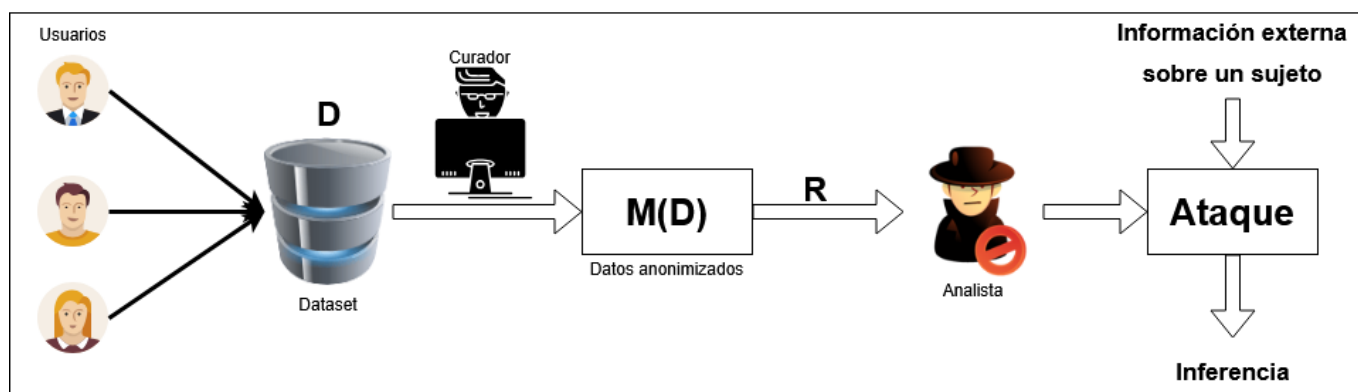 Usuarios
D
Dataset
Curador
M(D)
Datos anonimizados
R
Analista
Información externa
sobre un sujeto
Ataque
Inferencia